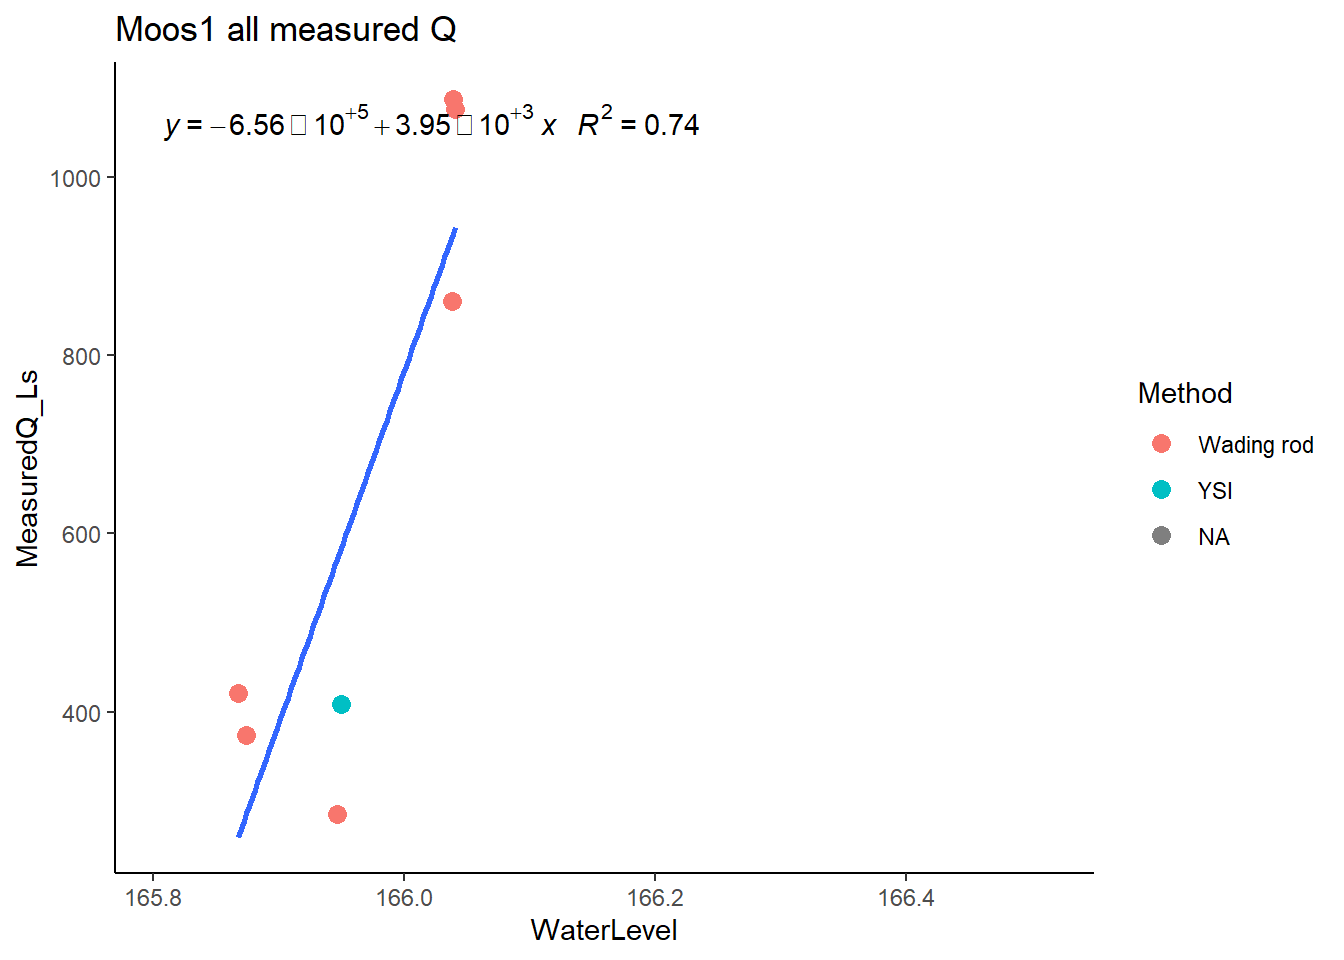 Moos1 all measured Q
y = −6.56 □ 10⁺⁵ + 3.95 □ 10⁺³ x R² = 0.74
1000
800
600
400
MeasuredQ_Ls
165.8 166.0 166.2 166.4
WaterLevel
Method
Wading rod
YSI
NA